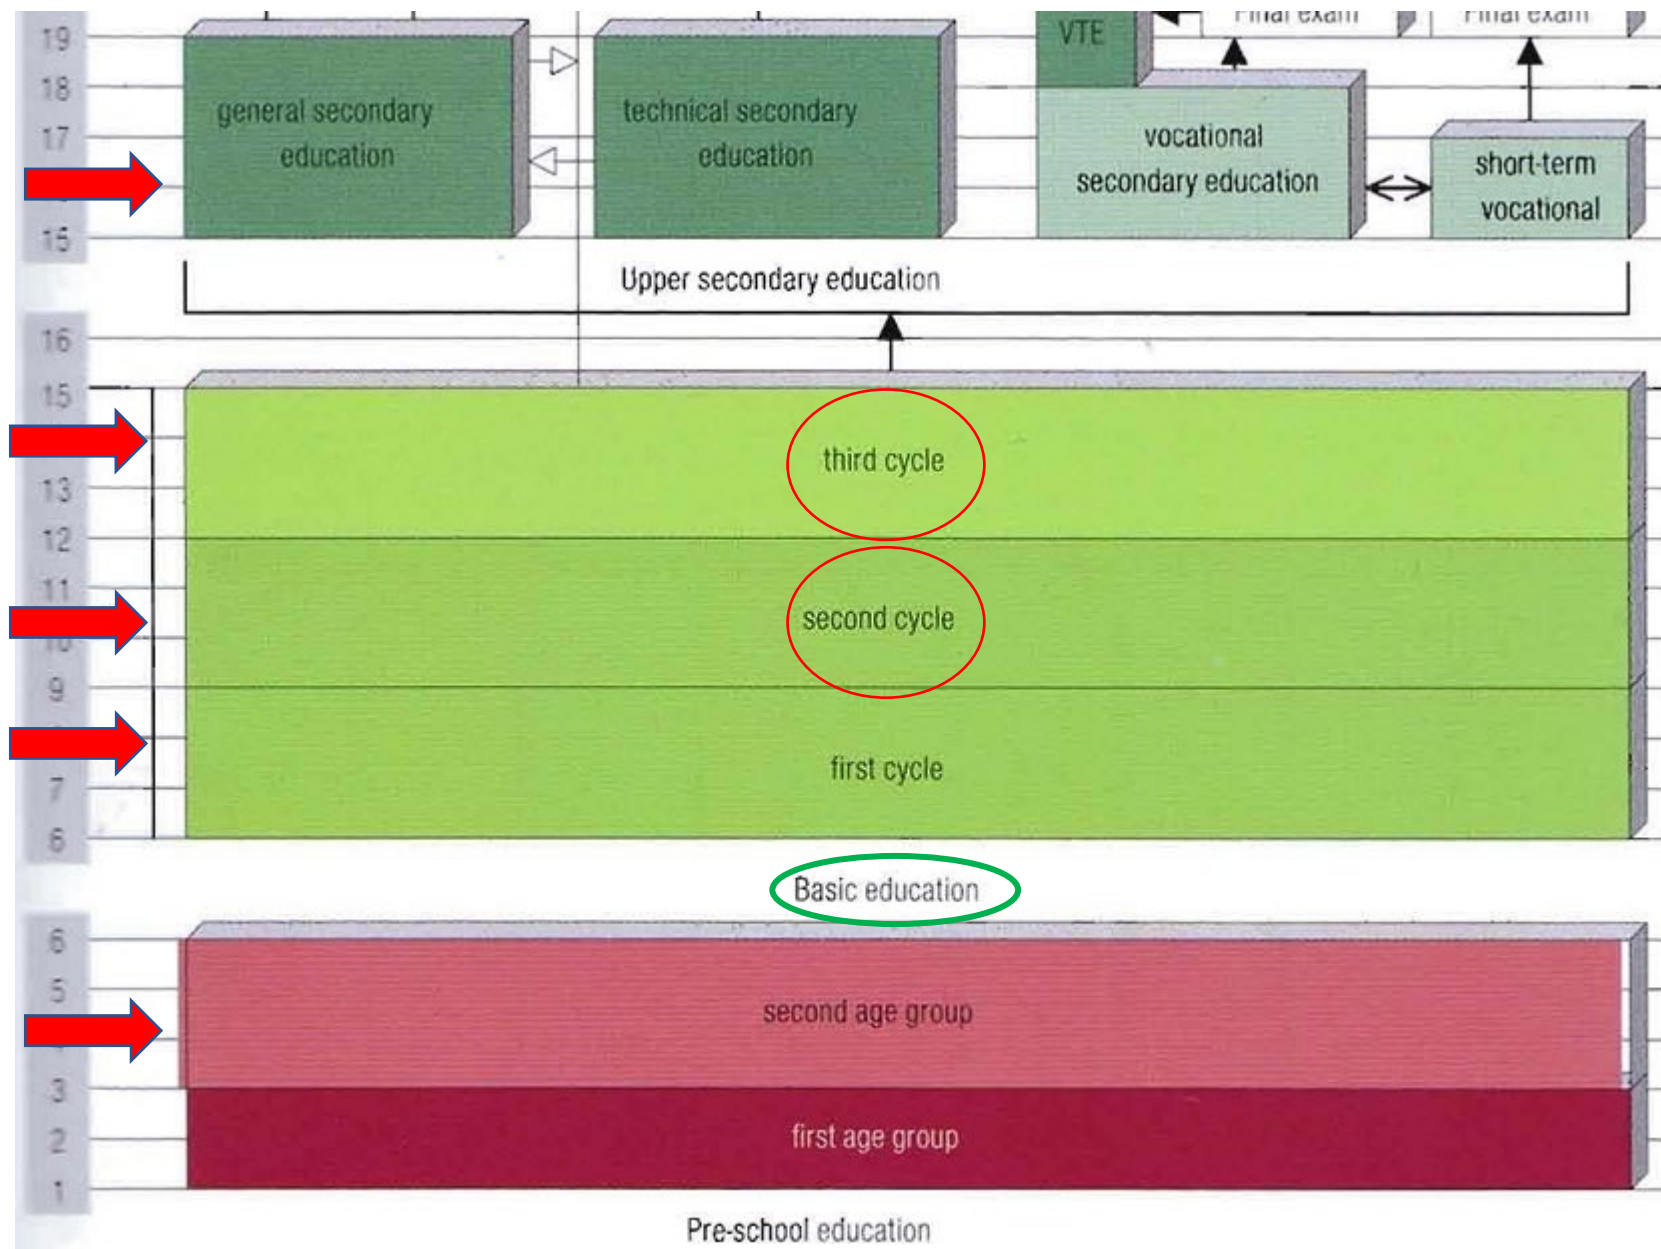 Final exam
Final exam
19
VTE
18
general secondary
education
technical secondary
education
17
vocational
secondary education
short-term
vocational
15
Upper secondary education
16
15
third cycle
13
12
11
second cycle
10
9
first cycle
7
6
Basic education
6
5
second age group
3
2
first age group
1
Pre-school education